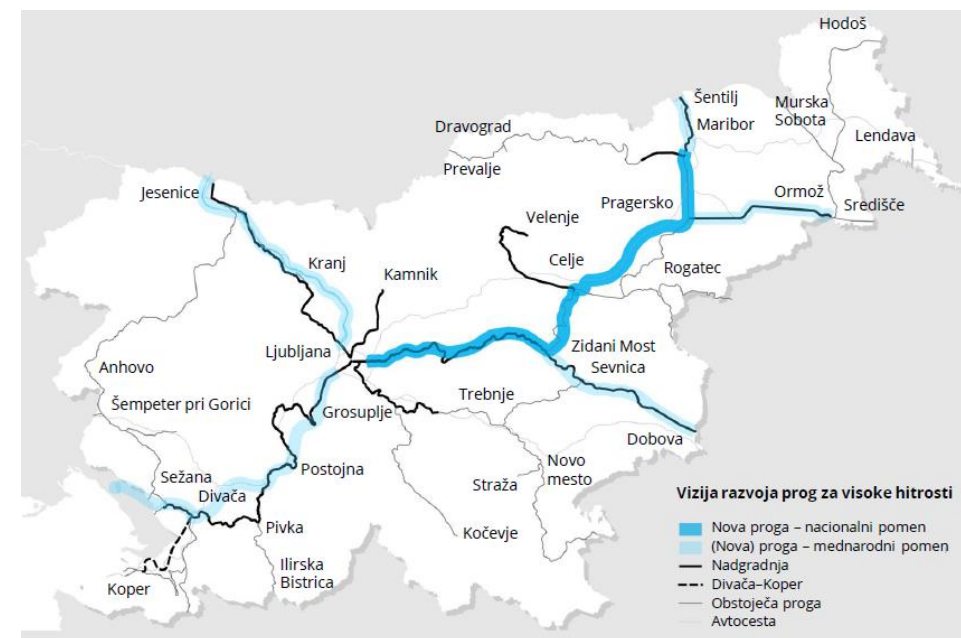 Hodoš
Šentilj
Murska
Sobota
Maribor
Dravograd
Lendava
Prevalje
Jesenice
Ormož
Pragersko
Središče
Velenje
Kranj
Celje
Kamnik
Rogatec
Ljubljana
Zidani Most
Sevnica
Anhovo
Trebnje
Šempeter pri Gorici
Grosuplje
Dobova
Postojna
Novo
mesto
Sežana
Straža
Divača
Pivka
Kočevje
Ilirska
Bistrica
Koper
Vizija razvoja prog za visoke hitrosti
Nova proga – nacionalni pomen
(Nova) proga – mednarodni pomen
Nadgradnja
Divača–Koper
Obstoječa proga
Avtocesta